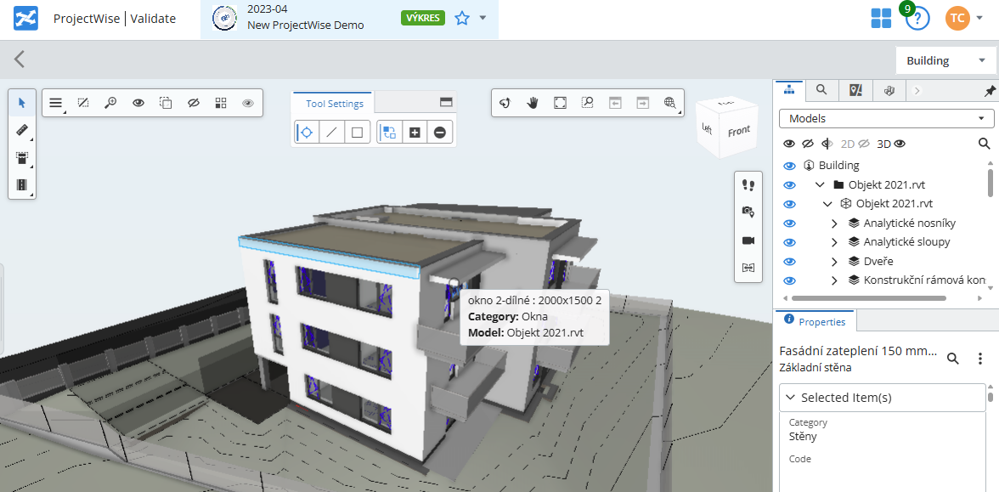 ProjectWise | Validate
2023-04
New ProjectWise Demo
VÝKRES
9
?
TC
Building
Tool Settings
Left
Front
Models
2D
3D
Building
Objekt 2021.rvt
Objekt 2021.rvt
Analytické nosníky
Analytické sloupy
Dveře
Konstrukční rámová kon
okno 2-dílné : 2000x1500 2
Category: Okna
Model: Objekt 2021.rvt
Properties
Fasádní zateplení 150 mm...
Základní stěna
Selected Item(s)
Category
Stěny
Code